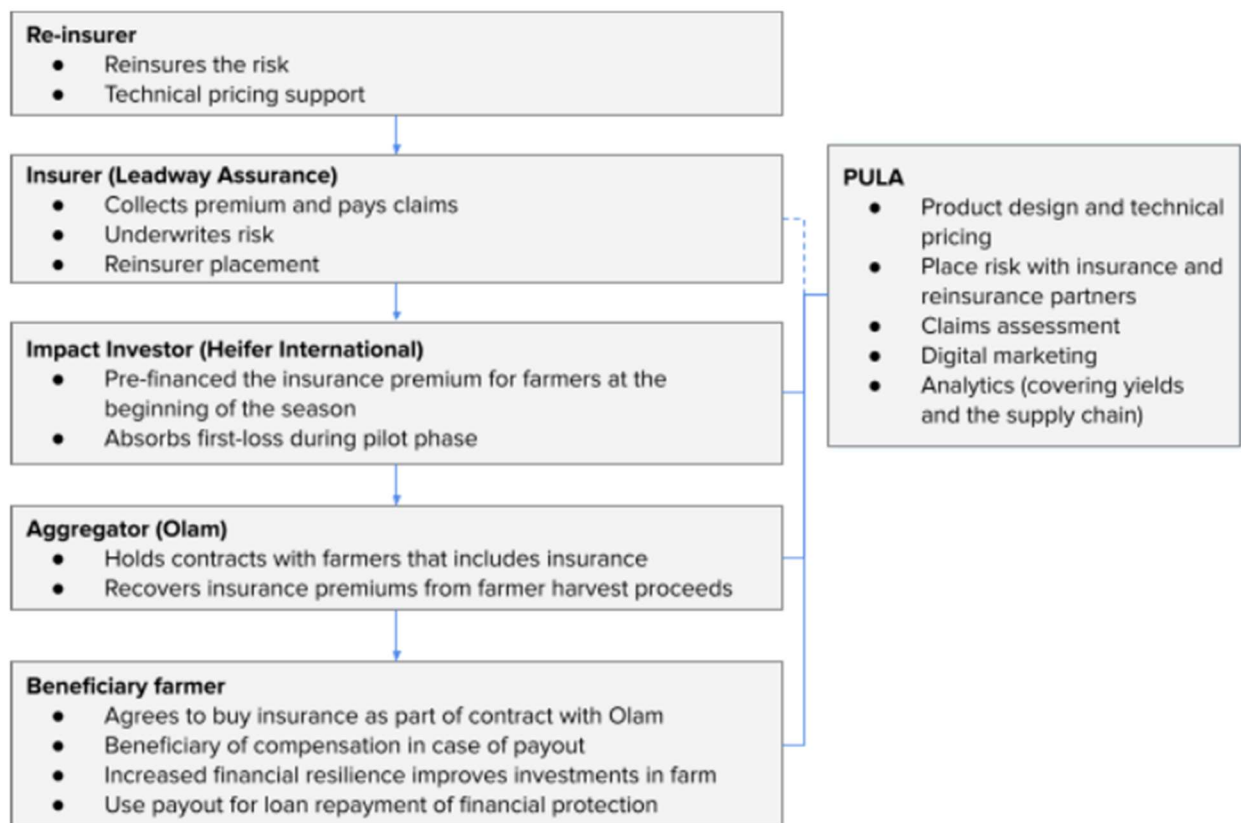 Re-insurer
● Reinsures the risk
● Technical pricing support
Insurer (Leadway Assurance)
● Collects premium and pays claims
● Underwrites risk
● Reinsurer placement
Impact Investor (Heifer International)
● Pre-financed the insurance premium for farmers at the
beginning of the season
● Absorbs first-loss during pilot phase
Aggregator (Olam)
● Holds contracts with farmers that includes insurance
● Recovers insurance premiums from farmer harvest proceeds
Beneficiary farmer
● Agrees to buy insurance as part of contract with Olam
● Beneficiary of compensation in case of payout
● Increased financial resilience improves investments in farm
● Use payout for loan repayment of financial protection
PULA
● Product design and technical
pricing
● Place risk with insurance and
reinsurance partners
● Claims assessment
● Digital marketing
● Analytics (covering yields
and the supply chain)